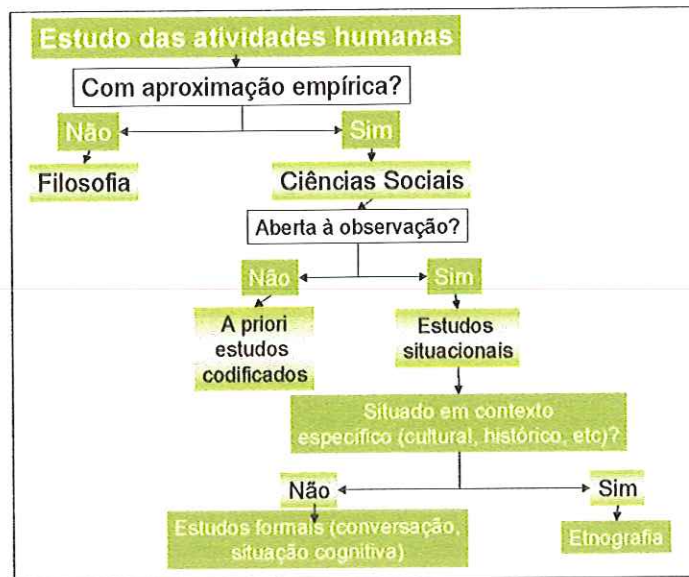 Estudo das atividades humanas
Com aproximação empírica?
Não
Sim
Filosofia
Ciências Sociais
Aberta à observação?
Não
Sim
A priori
estudos
codificados
Estudos
situacionais
Situado em contexto
específico (cultural, histórico, etc)?
Não
Sim
Estudos formais (conversação,
situação cognitiva)
Etnografia